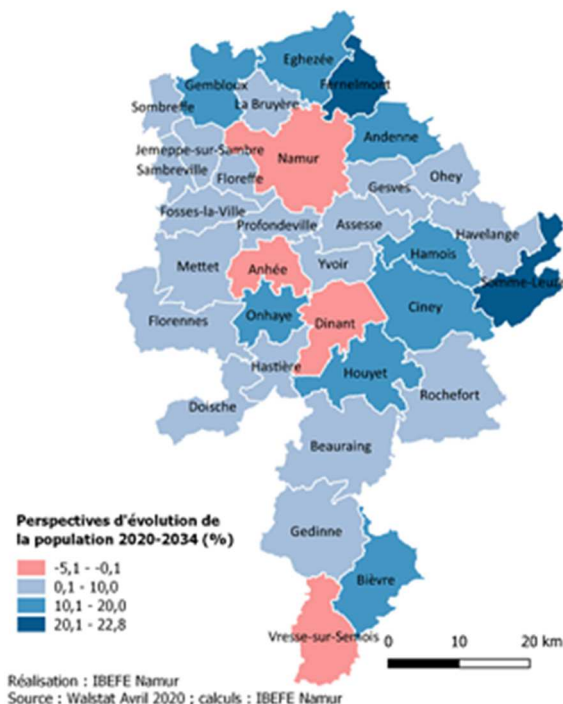 Eghezée
Gembloux
Fernelmont
Sombreffe
La Bruyère
Andenne
Jemeppe-sur-Sambre
Namur
Sambreville
Floreffe
Gesves
Ohey
Fosses-la-Ville
Profondeville
Assesse
Havelange
Hamois
Mettet
Anhée
Yvoir
Somme-Leuze
Onhaye
Dinant
Ciney
Florennes
Hastière
Houyet
Rochefort
Doische
Beauraing
Gedinne
Bièvre
Vresse-sur-Semois
Perspectives d'évolution de
la population 2020-2034 (%)
-5,1 - -0,1
0,1 - 10,0
10,1 - 20,0
20,1 - 22,8
0 10 20 km
Réalisation : IBEFE Namur
Source : Walstat Avril 2020 ; calculs : IBEFE Namur